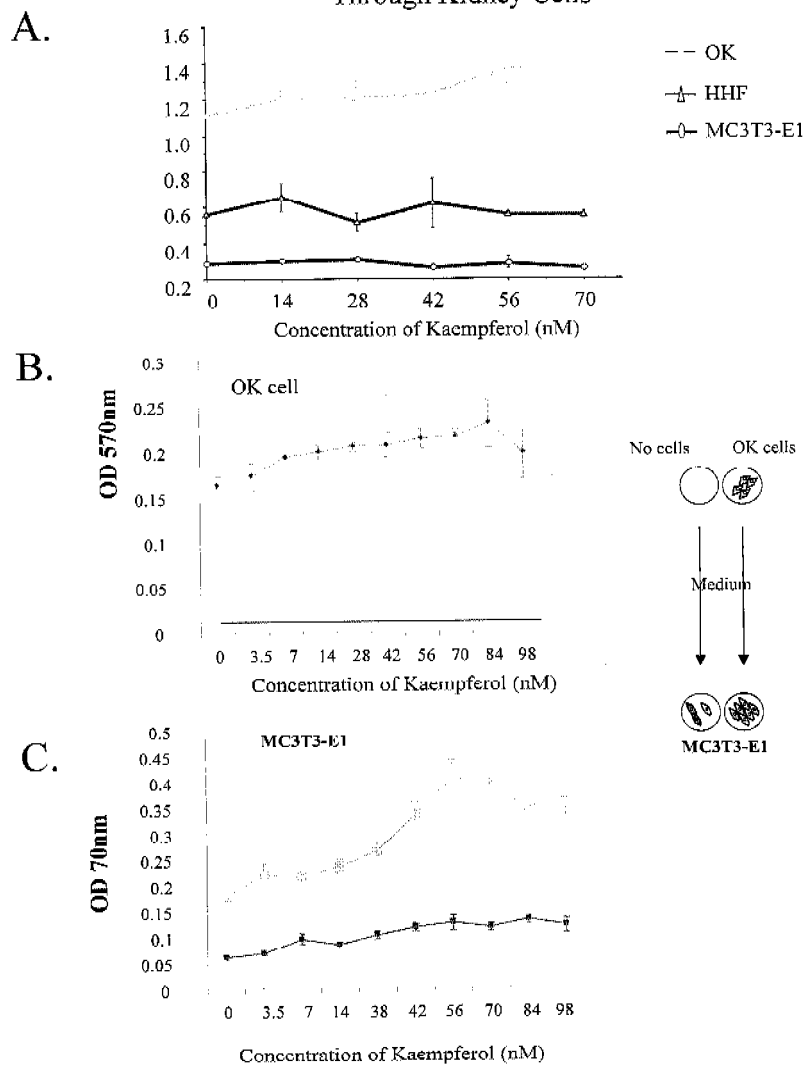 Through Kidney Cells
A.
1.6
1.4
1.2
1.0
0.8
0.6
0.4
0.2
0 14 28 42 56 70
Concentration of Kaempferol (nM)
OK
HHF
MC3T3-E1
B.
OK cell
OD 570nm
0.3
0.25
0.2
0.15
0.1
0.05
0
0 3.5 7 14 28 42 56 70 84 98
Concentration of Kaempferol (nM)
No cells OK cells
Medium
MC3T3-E1
C.
MC3T3-E1
OD 70nm
0.5
0.45
0.4
0.35
0.3
0.25
0.2
0.15
0.1
0.05
0
0 3.5 7 14 38 42 56 70 84 98
Concentration of Kaempferol (nM)